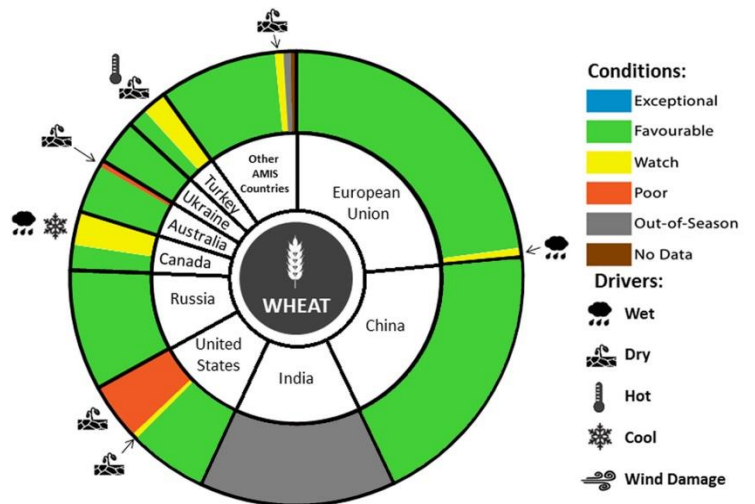 Other
AMIS
Countries
European
Union
China
India
United
States
Russia
Canada
Australia
Ukraine
Turkey
WHEAT
Conditions:
Exceptional
Favourable
Watch
Poor
Out-of-Season
No Data
Drivers:
Wet
Dry
Hot
Cool
Wind Damage